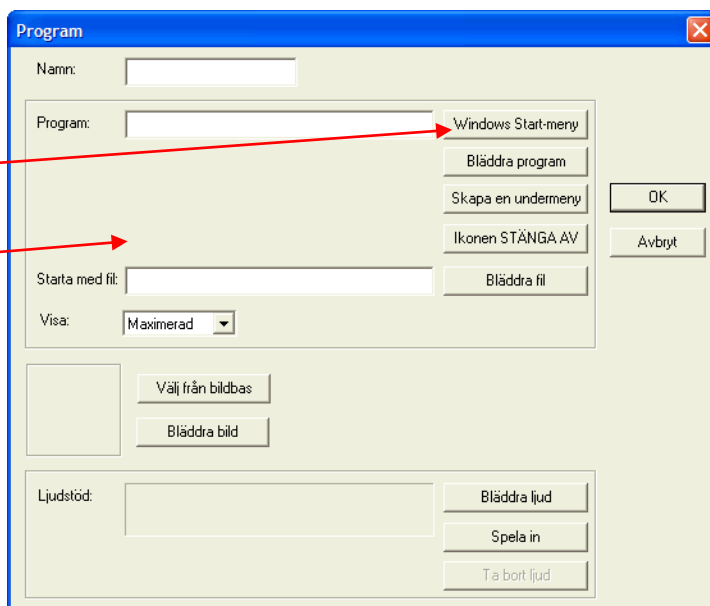 Program
Namn:
Program:
Windows Start-meny
Bläddra program
Skapa en undermeny
OK
Ikonen STÄNGA AV
Avbryt
Starta med fil:
Bläddra fil
Visa:
Maximerad
Välj från bildbas
Bläddra bild
Ljudstöd:
Bläddra ljud
Spela in
Ta bort ljud